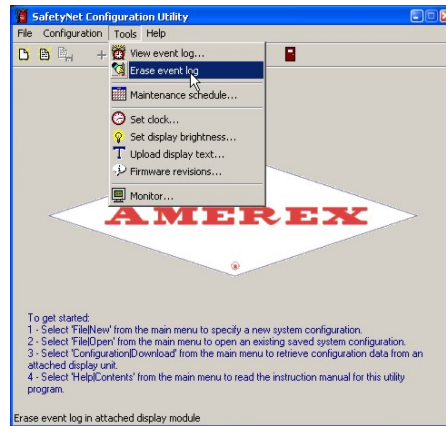 SafetyNet Configuration Utility
File Configuration Tools Help
View event log...
Erase event log
Maintenance schedule...
Set clock...
Set display brightness...
Upload display text...
Firmware revisions...
Monitor...
AMEREX
To get started:
1 - Select 'File|New' from the main menu to specify a new system configuration.
2 - Select 'File|Open' from the main menu to open an existing saved system configuration.
3 - Select 'Configuration|Download' from the main menu to retrieve configuration data from an
attached display unit.
4 - Select 'Help|Contents' from the main menu to read the instruction manual for this utility
program.
Erase event log in attached display module